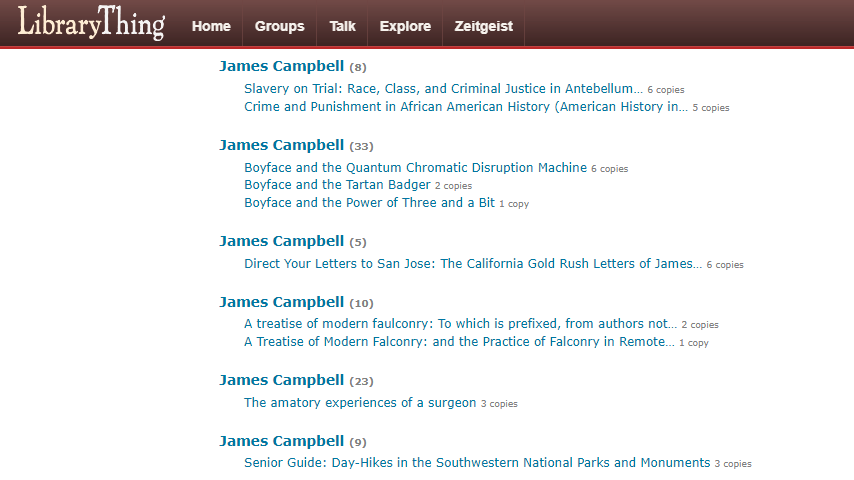 LibraryThing Home Groups Talk Explore Zeitgeist
James Campbell (8)
Slavery on Trial: Race, Class, and Criminal Justice in Antebellum... 6 copies
Crime and Punishment in African American History (American History in... 5 copies
James Campbell (33)
Boyface and the Quantum Chromatic Disruption Machine 6 copies
Boyface and the Tartan Badger 2 copies
Boyface and the Power of Three and a Bit 1 copy
James Campbell (5)
Direct Your Letters to San Jose: The California Gold Rush Letters of James... 6 copies
James Campbell (10)
A treatise of modern faulconry: To which is prefixed, from authors not... 2 copies
A Treatise of Modern Falconry: and the Practice of Falconry in Remote... 1 copy
James Campbell (23)
The amatory experiences of a surgeon 3 copies
James Campbell (9)
Senior Guide: Day-Hikes in the Southwestern National Parks and Monuments 3 copies